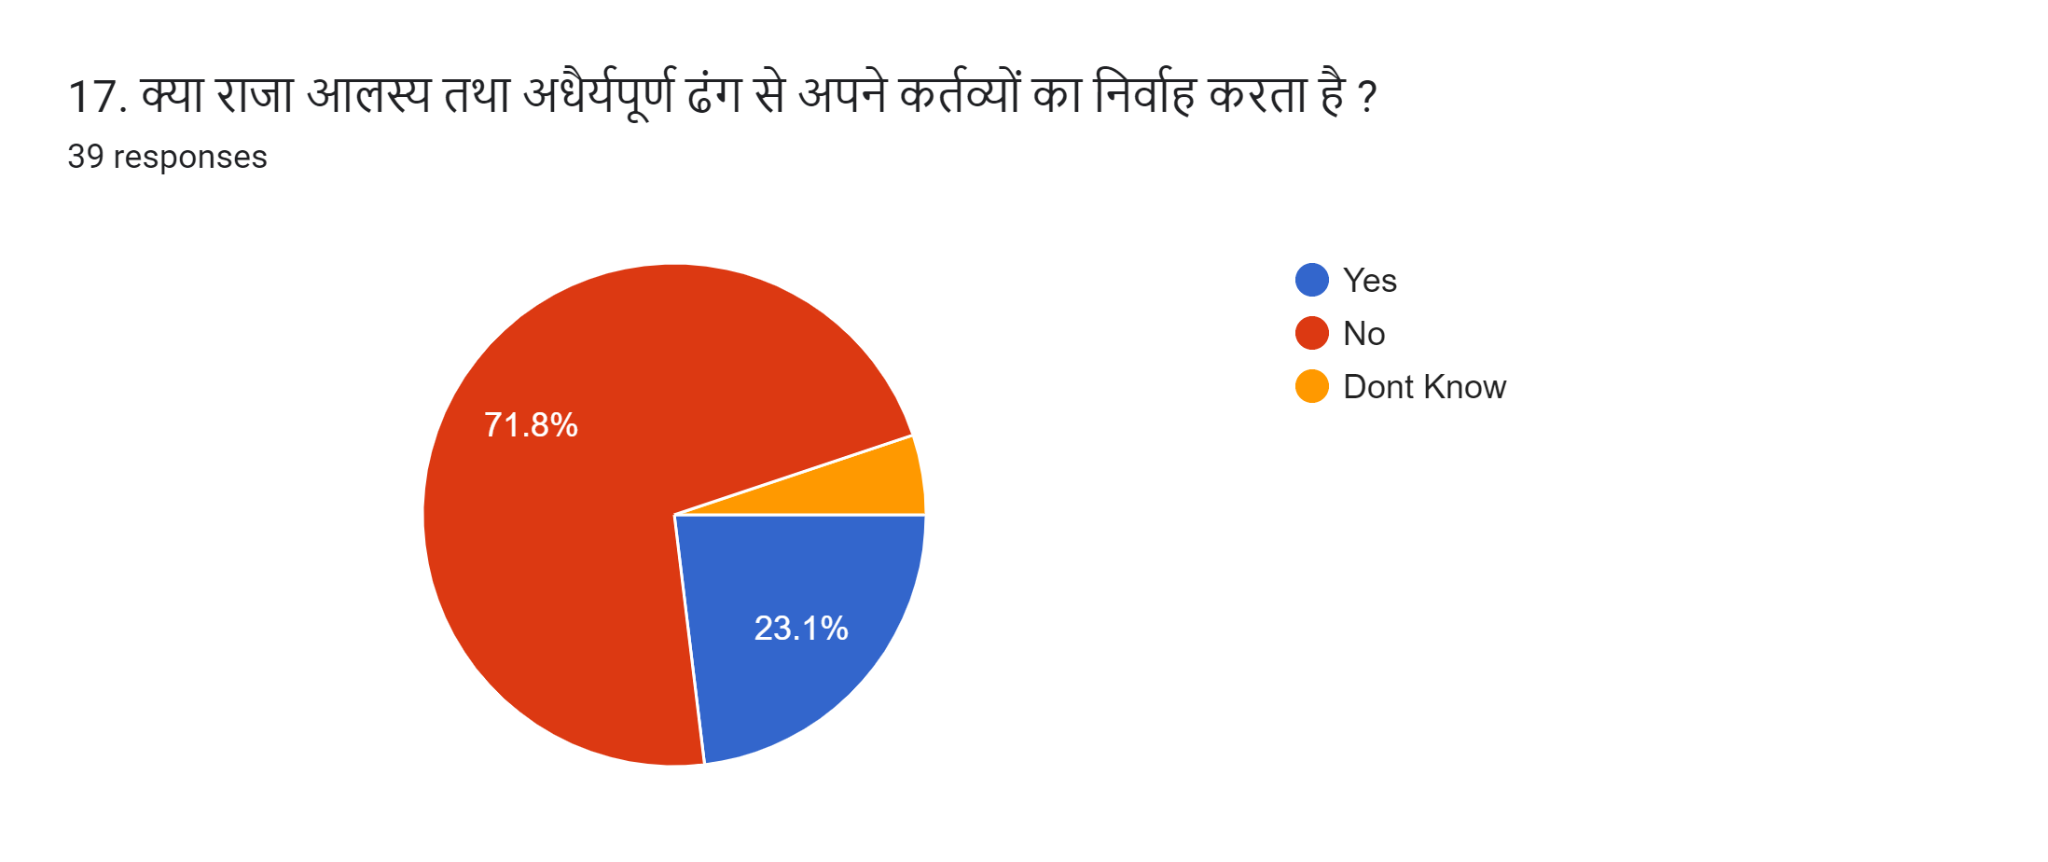 17. क्या राजा आलस्य तथा अधैर्यपूर्ण ढंग से अपने कर्तव्यों का निर्वाह करता है ?
39 responses
Yes
No
Dont Know
71.8%
23.1%